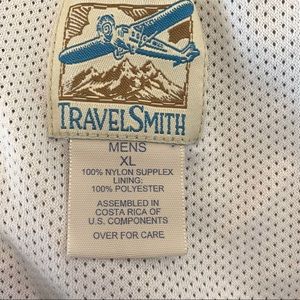 TRAVELSMITH
MENS
XL
100% NYLON SUPPLEX
LINING:
100% POLYESTER
ASSEMBLED IN
COSTA RICA OF
U.S. COMPONENTS
OVER FOR CARE